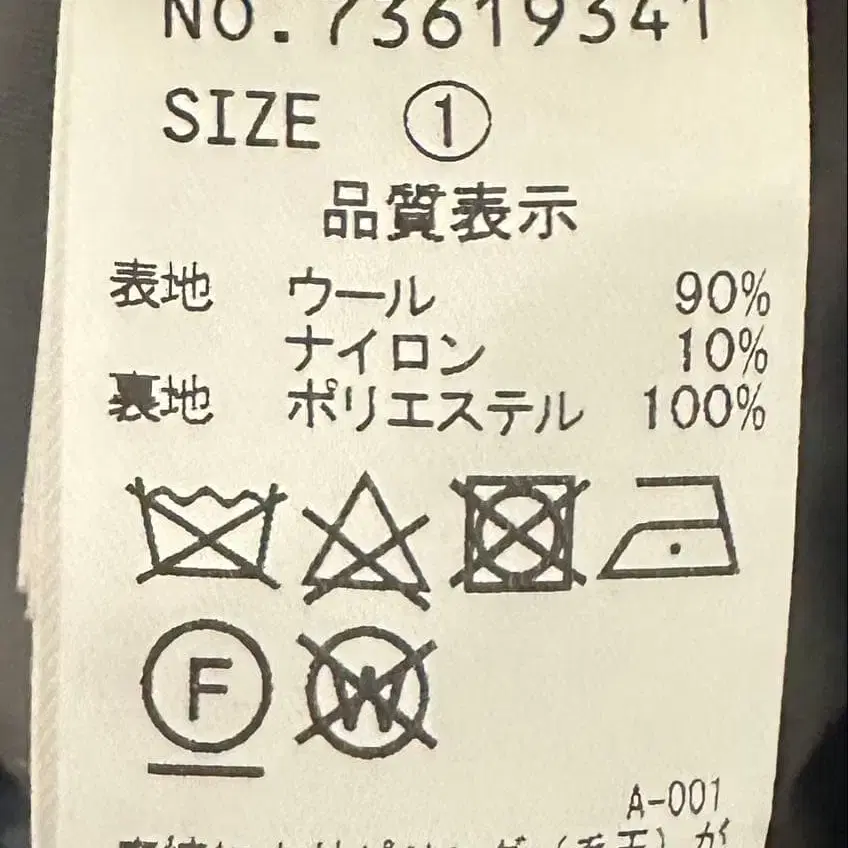 NO.73619341
SIZE ①
品質表示
表地 ウール 90%
ナイロン 10%
裏地 ポリエステル 100%
F W
A-001